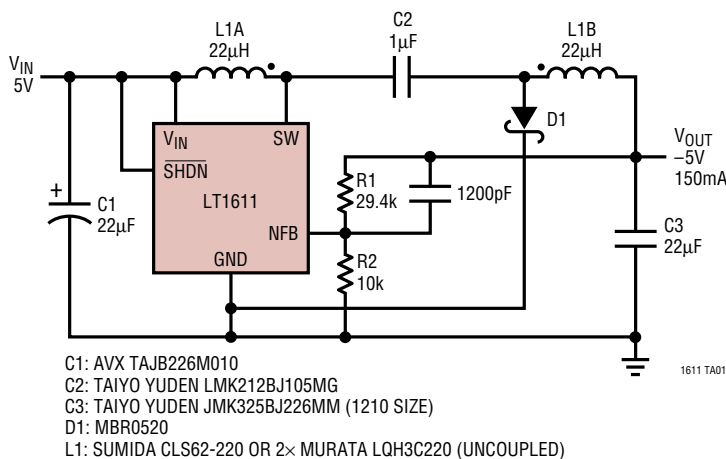 L1A
22µH
C2
1µF
L1B
22µH
VIN
5V
VIN
SW
D1
SHDN
LT1611
VOUT
–5V
150mA
R1
29.4k
1200pF
+
C1
22µF
NFB
C3
22µF
GND
R2
10k
C1: AVX TAJB226M010
C2: TAIYO YUDEN LMK212BJ105MG
C3: TAIYO YUDEN JMK325BJ226MM (1210 SIZE)
D1: MBR0520
L1: SUMIDA CLS62-220 OR 2× MURATA LQH3C220 (UNCOUPLED)
1611 TA01